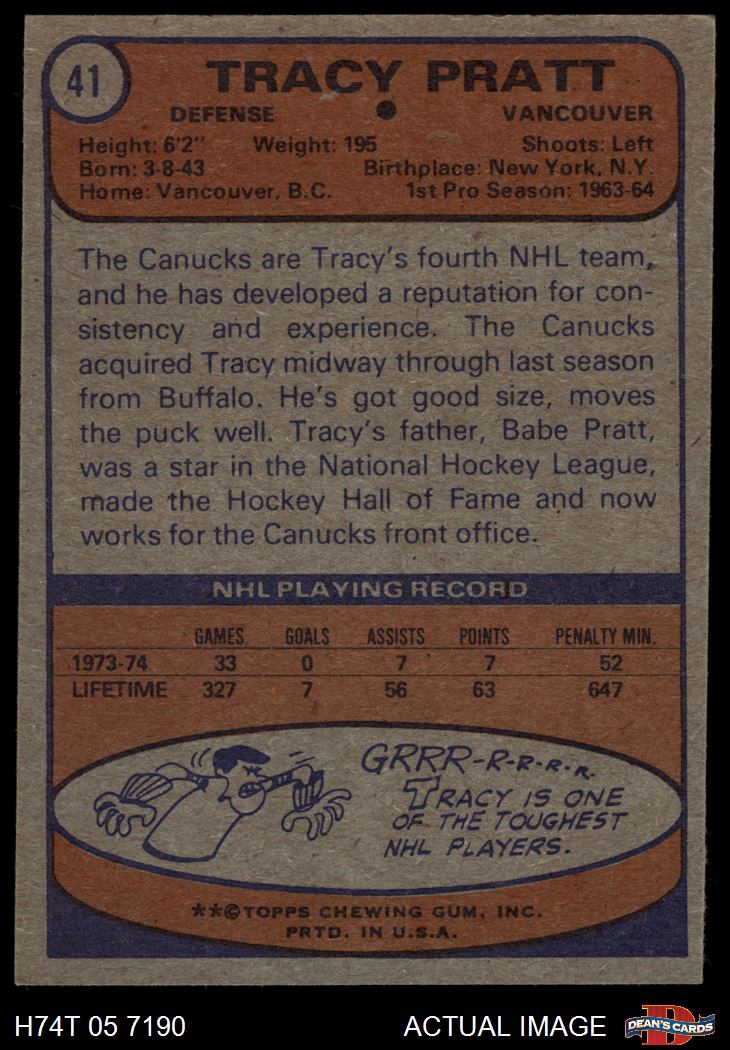 41
TRACY PRATT
DEFENSE VANCOUVER
Height: 6'2" Weight: 195 Shoots: Left
Born: 3-8-43 Birthplace: New York, N.Y.
Home: Vancouver, B.C. 1st Pro Season: 1963-64
The Canucks are Tracy's fourth NHL team,
and he has developed a reputation for con-
sistency and experience. The Canucks
acquired Tracy midway through last season
from Buffalo. He's got good size, moves
the puck well. Tracy's father, Babe Pratt,
was a star in the National Hockey League,
made the Hockey Hall of Fame and now
works for the Canucks front office.
NHL PLAYING RECORD
GAMES GOALS ASSISTS POINTS PENALTY MIN.
1973-74 33 0 7 7 52
LIFETIME 327 7 56 63 647
GRRR-R-R-R-R.
TRACY IS ONE
OF THE TOUGHEST
NHL PLAYERS.
**©TOPPS CHEWING GUM, INC.
PRTD. IN U.S.A.
H74T 05 7190 ACTUAL IMAGE DEAN'S CARDS